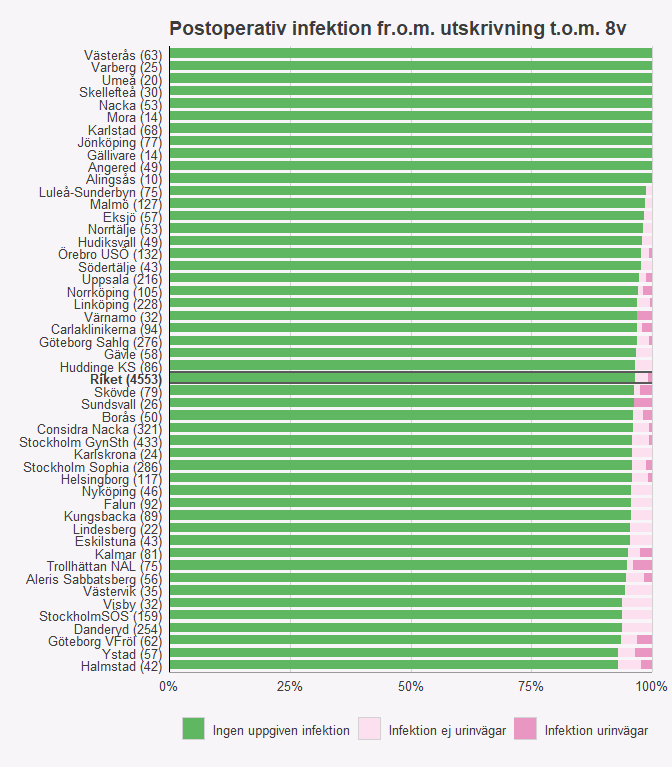 Postoperativ infektion fr.o.m. utskrivning t.o.m. 8v
Västerås (63)
Varberg (25)
Umeå (20)
Skellefteå (30)
Nacka (53)
Mora (14)
Karlstad (68)
Jönköping (77)
Gällivare (14)
Angered (49)
Alingsås (10)
Luleå-Sunderbyn (75)
Malmö (127)
Eksjö (57)
Norrtälje (53)
Hudiksvall (49)
Örebro USÖ (132)
Södertälje (43)
Uppsala (216)
Norrköping (105)
Linköping (228)
Värnamo (32)
Carlaklinikerna (94)
Göteborg Sahlg (276)
Gävle (58)
Huddinge KS (86)
Riket (4553)
Skövde (79)
Sundsvall (26)
Borås (50)
Considra Nacka (321)
Stockholm GynSth (433)
Karlskrona (24)
Stockholm Sophia (286)
Helsingborg (117)
Nyköping (46)
Falun (92)
Kungsbacka (89)
Lindesberg (22)
Eskilstuna (43)
Kalmar (81)
Trollhättan NÄL (75)
Aleris Sabbatsberg (56)
Västervik (35)
Visby (32)
StockholmSÖS (159)
Danderyd (254)
Göteborg VFröl (62)
Ystad (57)
Halmstad (42)
0% 25% 50% 75% 100%
Ingen uppgiven infektion Infektion ej urinvägar Infektion urinvägar